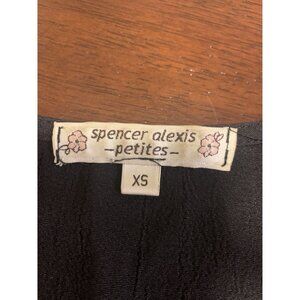 spencer alexis
-petites-
XS